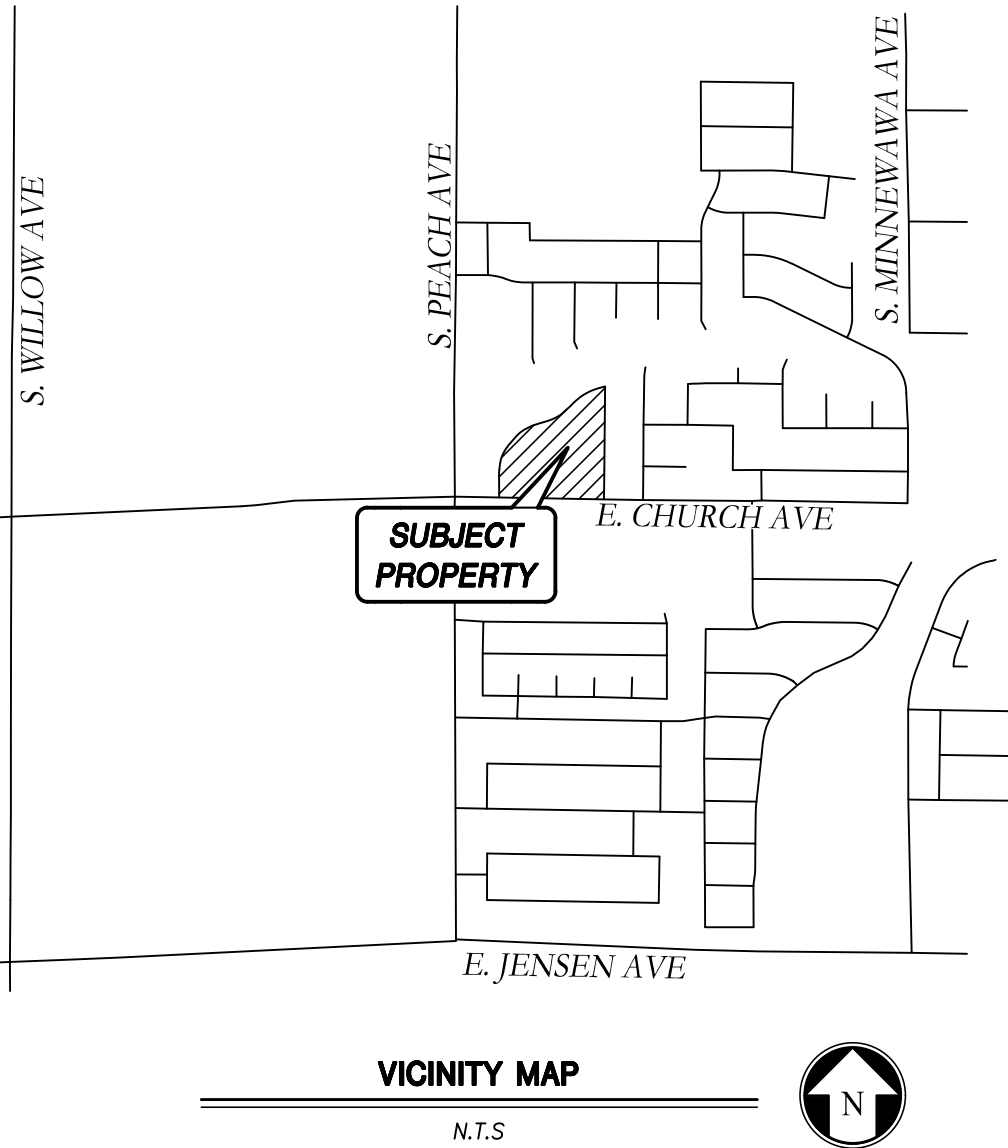 S. WILLOW AVE
S. PEACH AVE
S. MINNEWAWA AVE
E. CHURCH AVE
SUBJECT
PROPERTY
E. JENSEN AVE
VICINITY MAP
N.T.S
N